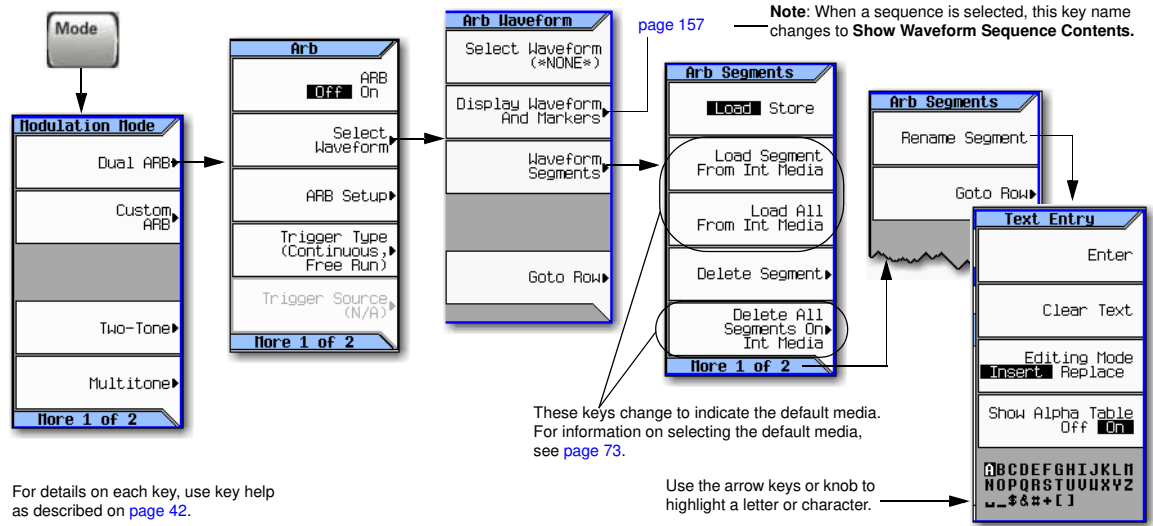 Mode
Modulation Mode
Dual ARB
Custom
ARB
Two-Tone
Multitone
More 1 of 2
Arb
ARB
Off On
Select
Waveform
ARB Setup
Trigger Type
(Continuous,
Free Run)
Trigger Source
(N/A)
More 1 of 2
Arb Waveform
Select Waveform
(*NONE*)
Display Waveform
And Markers
Waveform
Segments
Goto Row
page 157
Note: When a sequence is selected, this key name
changes to Show Waveform Sequence Contents.
Arb Segments
Load Store
Load Segment
From Int Media
Load All
From Int Media
Delete Segment
Delete All
Segments On
Int Media
More 1 of 2
Arb Segments
Rename Segment
Goto Row
Text Entry
Enter
Clear Text
Editing Mode
Insert Replace
Show Alpha Table
Off On
ABCDEFGHIJKLM
NOPQRSTUVWXYZ
␣_$&#+[]
These keys change to indicate the default media.
For information on selecting the default media,
see page 73.
Use the arrow keys or knob to
highlight a letter or character.
For details on each key, use key help
as described on page 42.